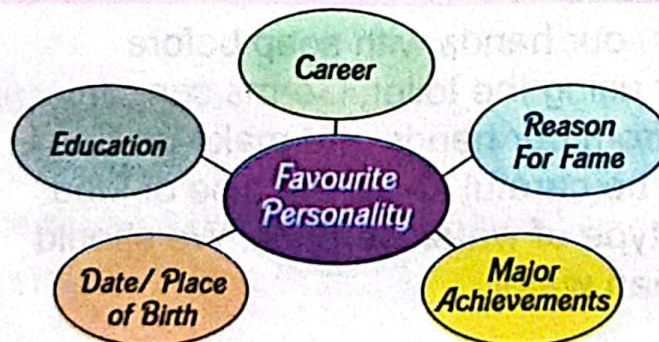 Career
Education
Reason
For Fame
Favourite
Personality
Date/ Place
of Birth
Major
Achievements